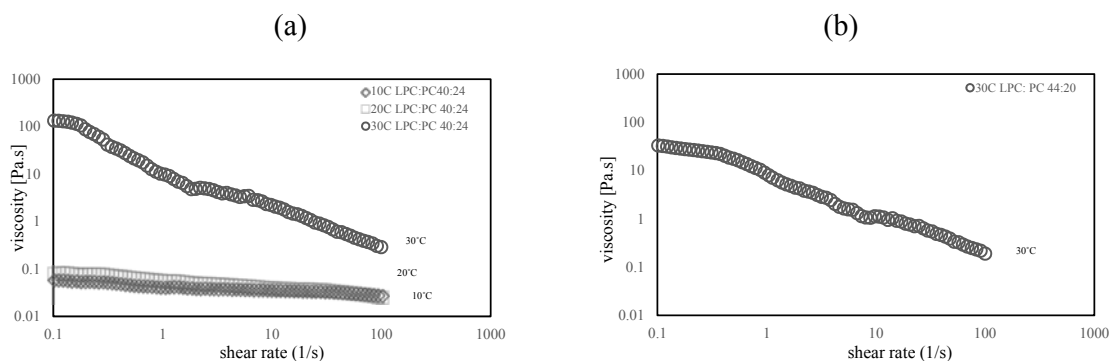 (a)
1000
100
10
1
0.1
0.01
viscosity [Pa.s]
10C LPC:PC40:24
20C LPC:PC 40:24
30C LPC:PC 40:24
30˚C
20˚C
10˚C
0.1 1 10 100 1000
shear rate (1/s)
(b)
1000
100
10
1
0.1
0.01
viscosity [Pa.s]
30C LPC: PC 44:20
30˚C
0.1 1 10 100 1000
shear rate (1/s)